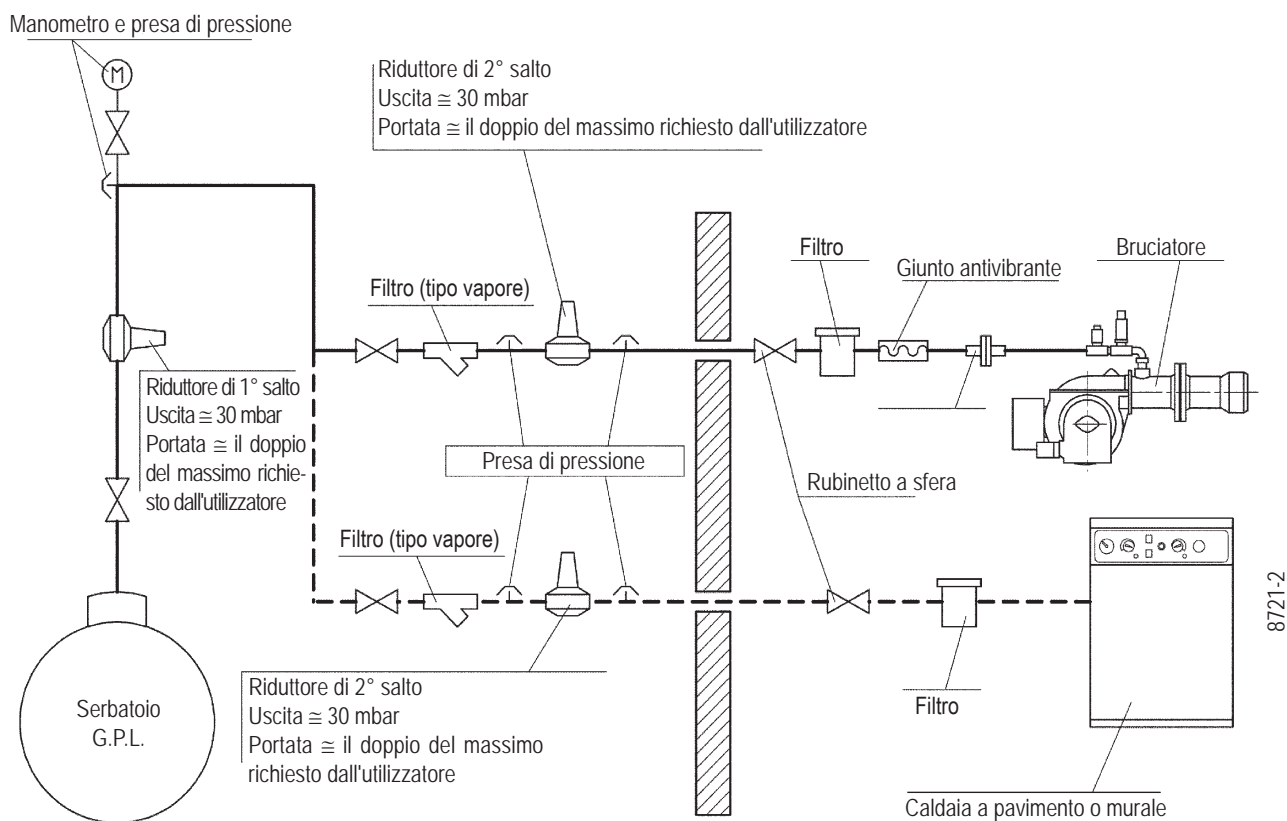 Manometro e presa di pressione
M
Riduttore di 2° salto
Uscita ≅ 30 mbar
Portata ≅ il doppio del massimo richiesto dall'utilizzatore
Filtro
Giunto antivibrante
Bruciatore
Filtro (tipo vapore)
Riduttore di 1° salto
Uscita ≅ 30 mbar
Portata ≅ il doppio
del massimo richie-
sto dall'utilizzatore
Presa di pressione
Rubinetto a sfera
Filtro (tipo vapore)
Serbatoio
G.P.L.
Riduttore di 2° salto
Uscita ≅ 30 mbar
Portata ≅ il doppio del massimo
richiesto dall'utilizzatore
Filtro
Caldaia a pavimento o murale
8721-2